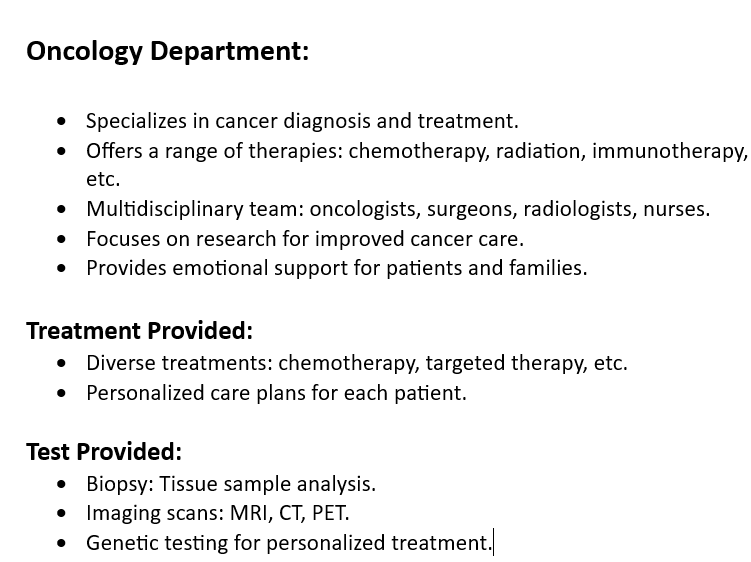 Oncology Department:
• Specializes in cancer diagnosis and treatment.
• Offers a range of therapies: chemotherapy, radiation, immunotherapy,
etc.
• Multidisciplinary team: oncologists, surgeons, radiologists, nurses.
• Focuses on research for improved cancer care.
• Provides emotional support for patients and families.
Treatment Provided:
• Diverse treatments: chemotherapy, targeted therapy, etc.
• Personalized care plans for each patient.
Test Provided:
• Biopsy: Tissue sample analysis.
• Imaging scans: MRI, CT, PET.
• Genetic testing for personalized treatment.